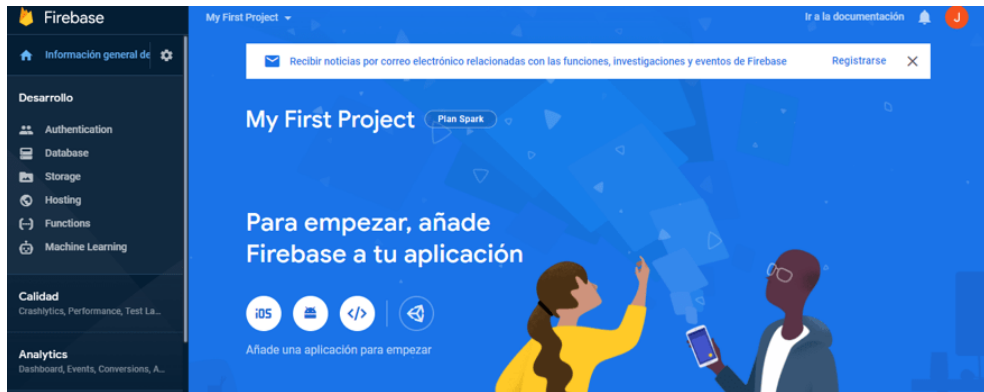 Firebase
My First Project
Ir a la documentación
J
Información general de
Recibir noticias por correo electrónico relacionadas con las funciones, investigaciones y eventos de Firebase
Registrarse
Desarrollo
Authentication
Database
Storage
Hosting
Functions
Machine Learning
Calidad
Crashlytics, Performance, Test La...
Analytics
Dashboard, Events, Conversions, A...
My First Project
Plan Spark
Para empezar, añade
Firebase a tu aplicación
iOS
</>
Añade una aplicación para empezar